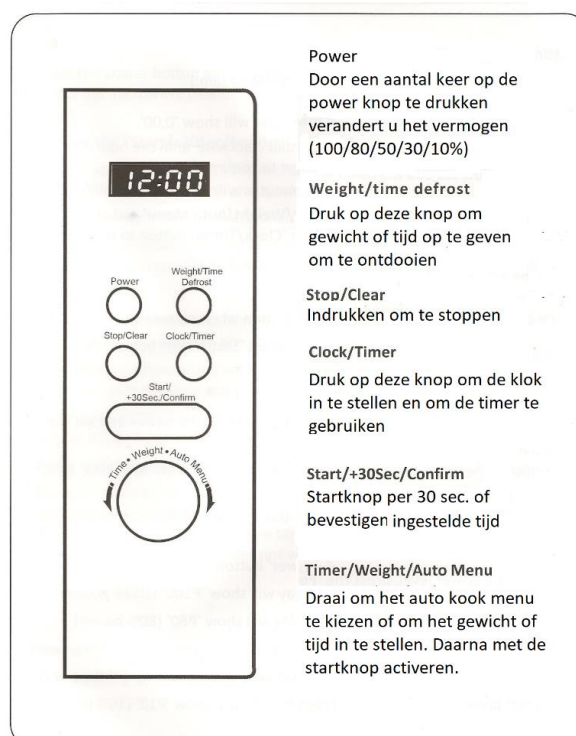 12:00
Power
Weight/Time
Defrost
Stop/Clear
Clock/Timer
Start/
+30Sec./Confirm
Time • Weight • Auto Menu
Power
Door een aantal keer op de
power knop te drukken
verandert u het vermogen
(100/80/50/30/10%)
Weight/time defrost
Druk op deze knop om
gewicht of tijd op te geven
om te ontdooien
Stop/Clear
Indrukken om te stoppen
Clock/Timer
Druk op deze knop om de klok
in te stellen en om de timer te
gebruiken
Start/+30Sec/Confirm
Startknop per 30 sec. of
bevestigen ingestelde tijd
Timer/Weight/Auto Menu
Draai om het auto kook menu
te kiezen of om het gewicht of
tijd in te stellen. Daarna met de
startknop activeren.